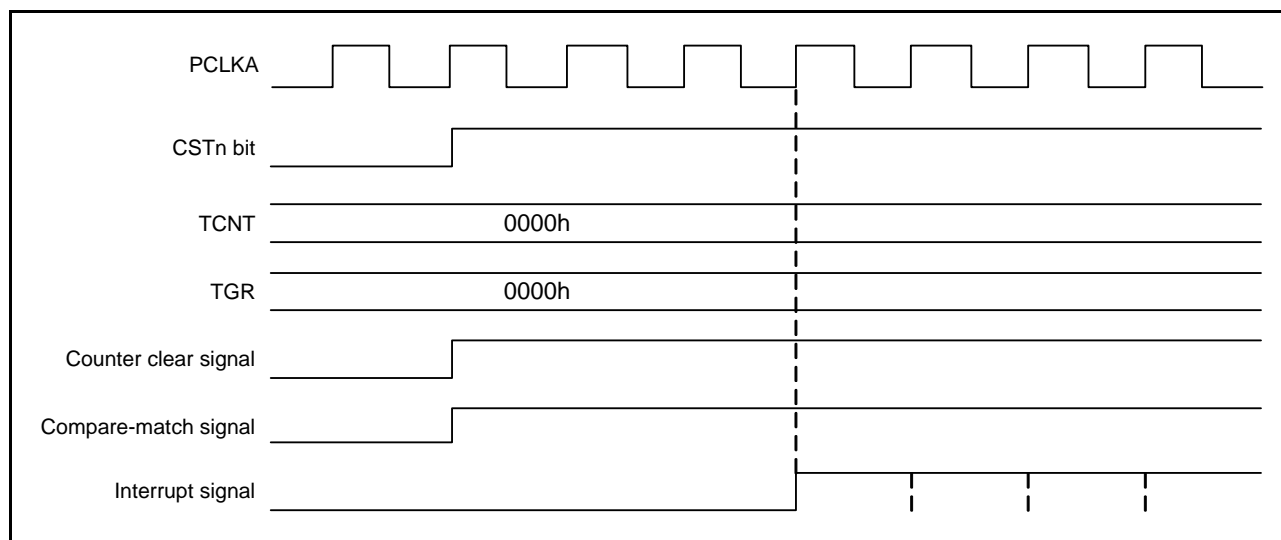 PCLKA
CSTn bit
TCNT
0000h
TGR
0000h
Counter clear signal
Compare-match signal
Interrupt signal